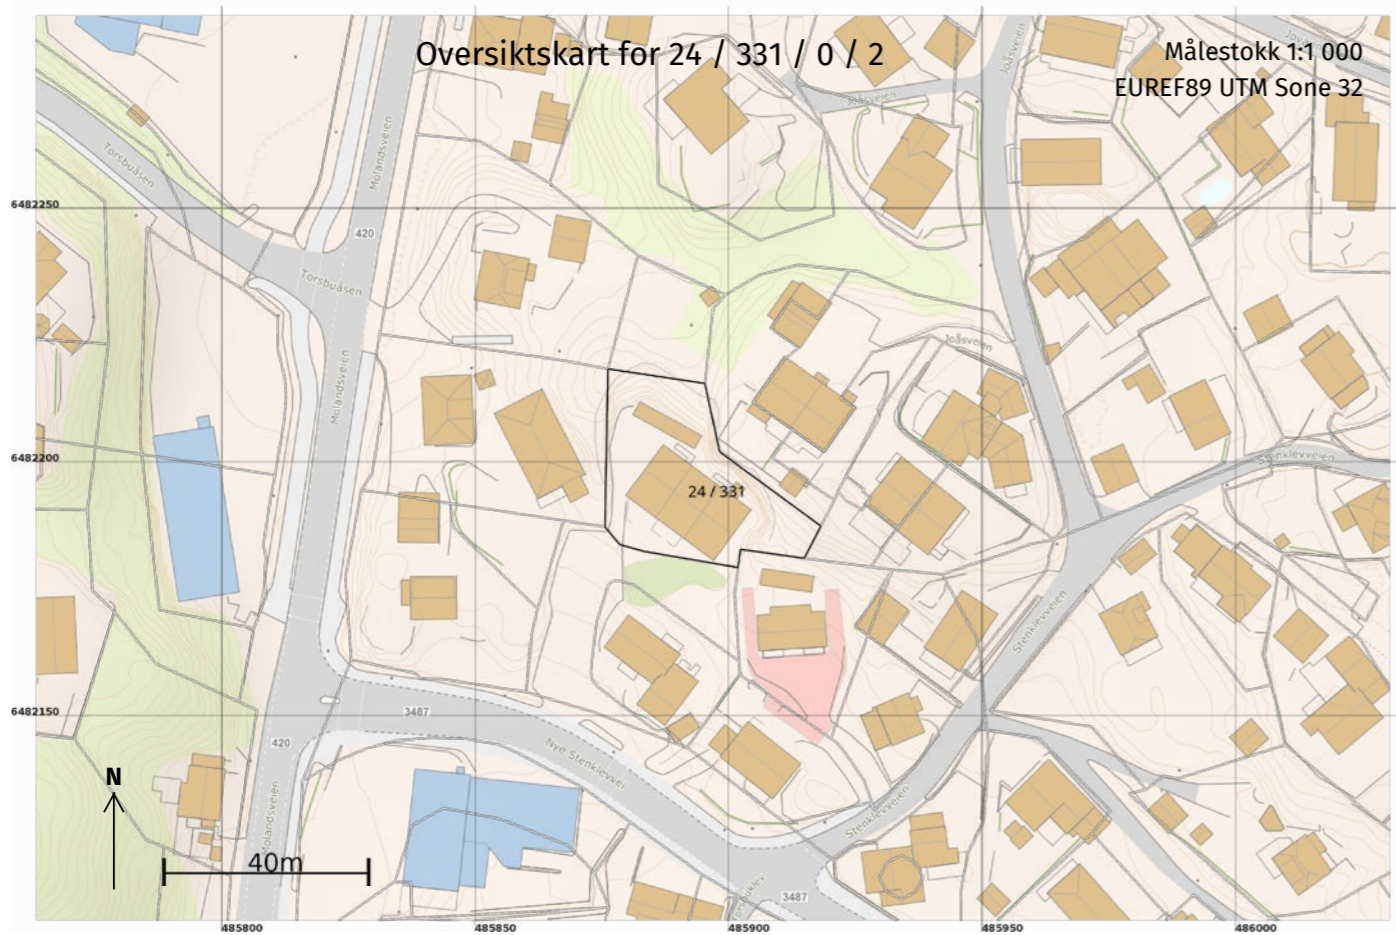 Oversiktskart for 24 / 331 / 0 / 2
Målestokk 1:1 000
EUREF89 UTM Sone 32
Joåsveien
Joåsveien
Torsbuåsen
Molandsveien
6482250
420
Torsbuåsen
Joåsveien
Molandsveien
6482200
Stenklevveien
24 / 331
Stenklevveien
6482150
3487
420
Nye Stenklevvei
N
Molandsveien
Stenklevveien
40m
3487
485800
485850
485900
485950
486000